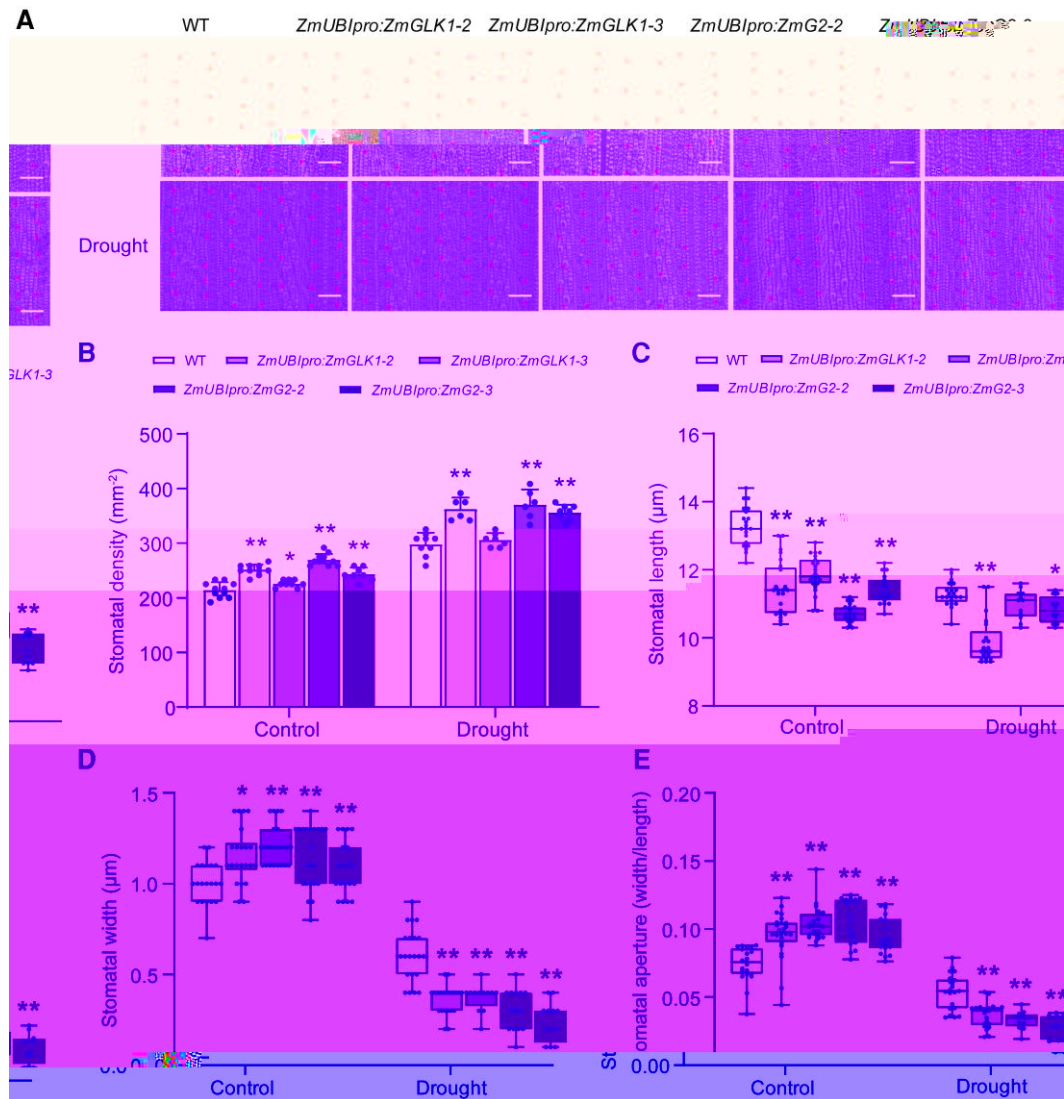 A
WT ZmUBIpro:ZmGLK1-2 ZmUBIpro:ZmGLK1-3 ZmUBIpro:ZmG2-2
Drought
GLK1-3
B
WT ZmUBIpro:ZmGLK1-2 ZmUBIpro:ZmGLK1-3
ZmUBIpro:ZmG2-2 ZmUBIpro:ZmG2-3
Stomatal density (mm-2)
500
400
300
200
100
0
** * ** **
** ** **
Control Drought
C
WT ZmUBIpro:ZmGLK1-2 ZmUBIpro:Zm
ZmUBIpro:ZmG2-2 ZmUBIpro:ZmG2-3
Stomatal length (µm)
16
14
12
10
8
** ** ** **
*
Control Drought
**
**
D
Stomatal width (µm)
1.5
1.0
0.5
* ** ** **
** ** ** **
Control Drought
E
omatal aperture (width/length)
St
0.20
0.15
0.10
0.05
0.00
** ** ** **
** ** **
Control Drought